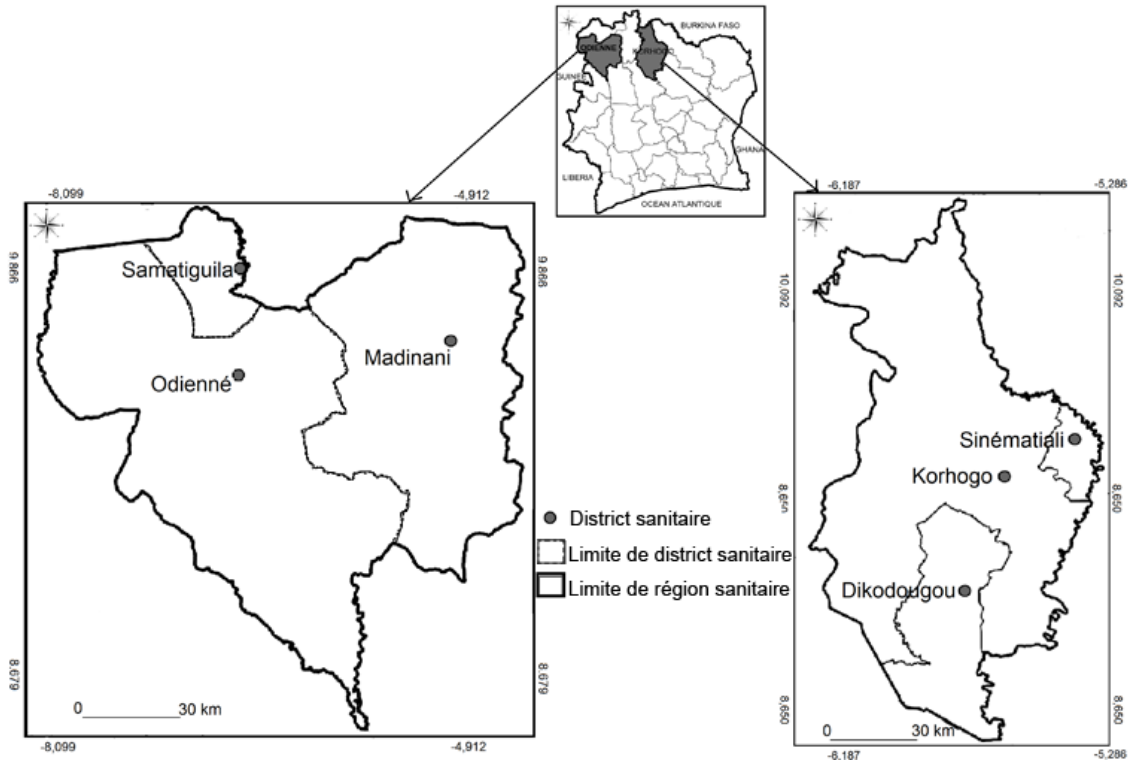 BURKINA FASO
ODIENNE
KORHOGO
GUINEE
GHANA
LIBERIA
OCEAN ATLANTIQUE
-8,099
-4,912
9,866
9,866
Samatiguila
Madinani
Odienné
8,679
8,679
0 30 km
-8,099
-4,912
District sanitaire
Limite de district sanitaire
Limite de région sanitaire
-6,187
-5,286
10,092
10,092
Sinématiali
Korhogo
8,650
8,650
Dikodougou
8,650
8,650
0 30 km
-6,187
-5,286